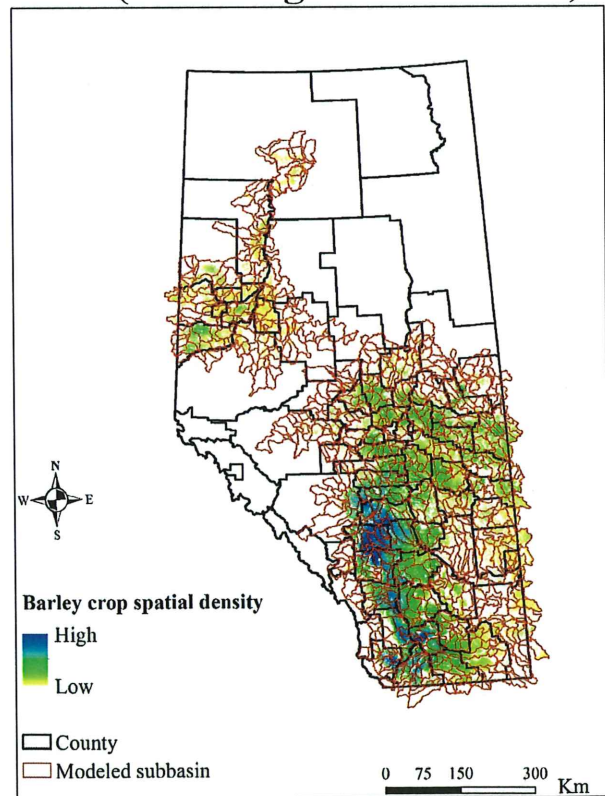 N
W E
S
Barley crop spatial density
High
Low
County
Modeled subbasin
0 75 150 300
Km